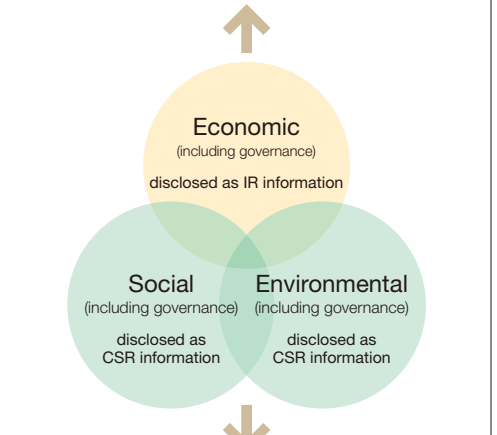 Economic
(including governance)
disclosed as IR information
Social
(including governance)
disclosed as
CSR information
Environmental
(including governance)
disclosed as
CSR information